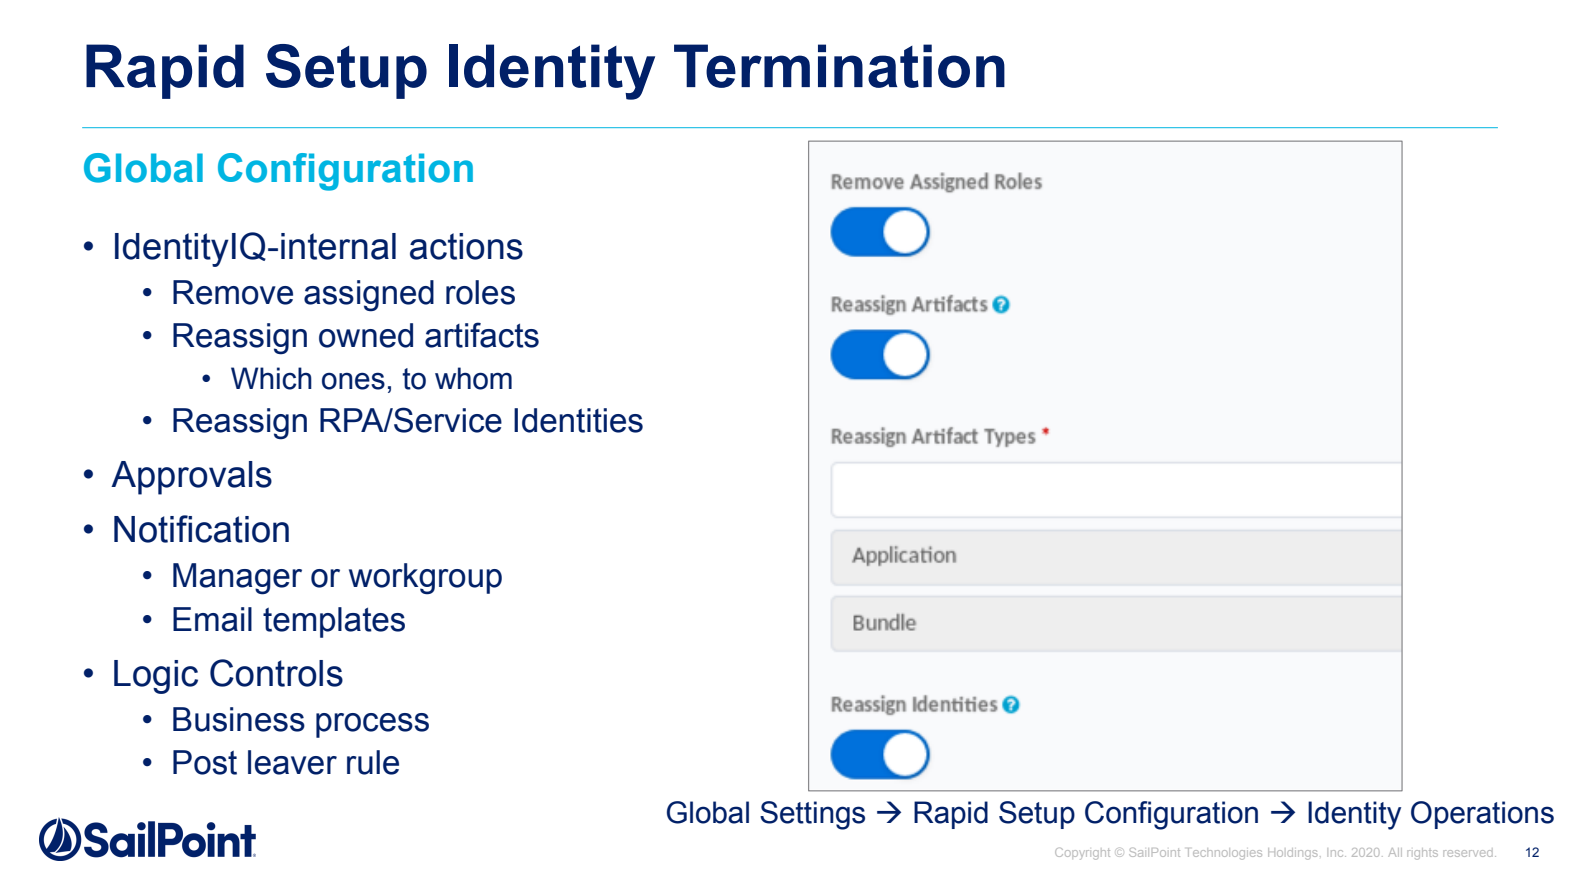 Rapid Setup Identity Termination
Global Configuration
• IdentityIQ-internal actions
• Remove assigned roles
• Reassign owned artifacts
• Which ones, to whom
• Reassign RPA/Service Identities
• Approvals
• Notification
• Manager or workgroup
• Email templates
• Logic Controls
• Business process
• Post leaver rule
Remove Assigned Roles
Reassign Artifacts ?
Reassign Artifact Types *
Application
Bundle
Reassign Identities ?
Global Settings → Rapid Setup Configuration → Identity Operations
SailPoint
Copyright © SailPoint Technologies Holdings, Inc. 2020. All rights reserved. 12